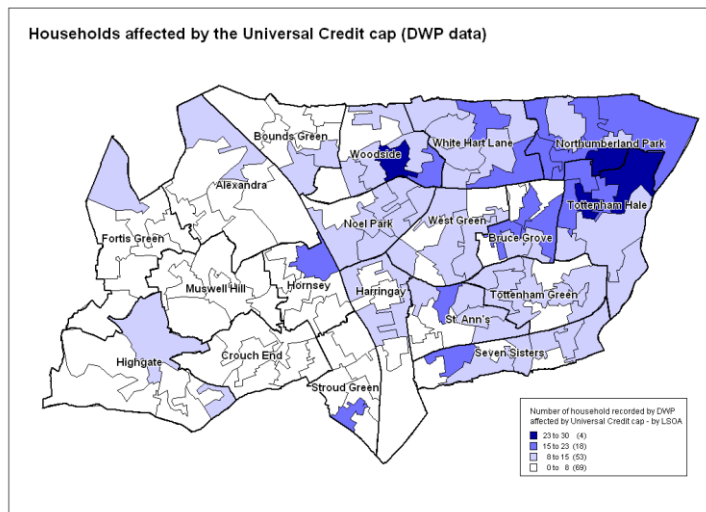 Households affected by the Universal Credit cap (DWP data)
Bounds Green
Woodside
White Hart Lane
Northumberland Park
Alexandra
Tottenham Hale
Noel Park
West Green
Bruce Grove
Fortis Green
Muswell Hill
Hornsey
Harringay
Tottenham Green
St. Ann's
Highgate
Crouch End
Seven Sisters
Stroud Green
Number of household recorded by DWP
affected by Universal Credit cap - by LSOA
23 to 30 (4)
15 to 23 (18)
8 to 15 (53)
0 to 8 (69)